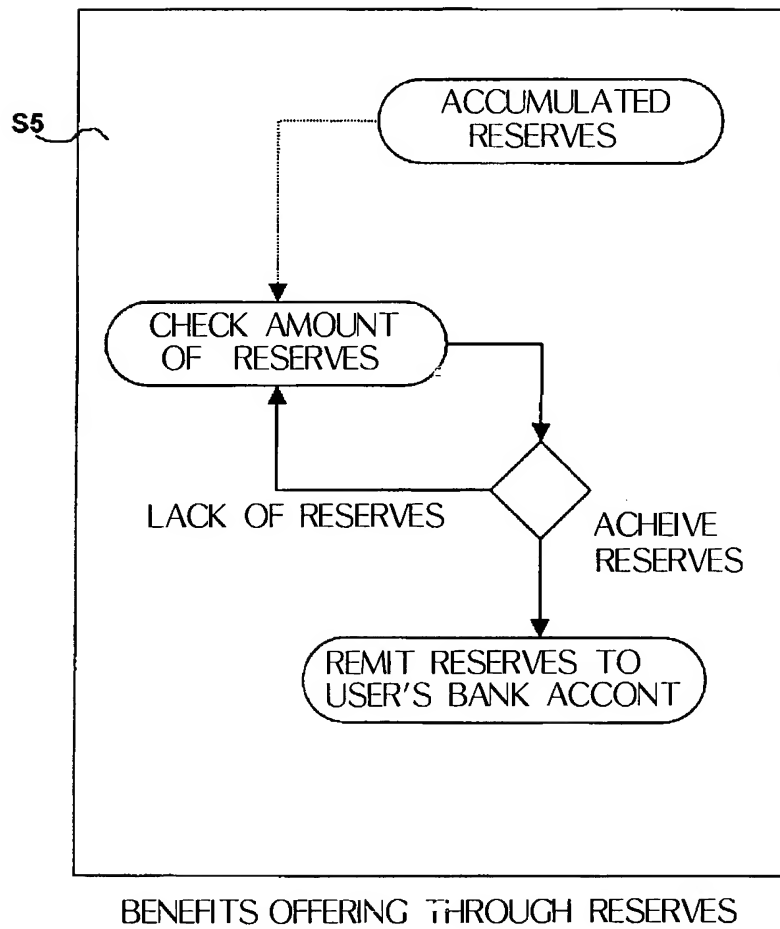 S5
ACCUMULATED
RESERVES
CHECK AMOUNT
OF RESERVES
LACK OF RESERVES
ACHEIVE
RESERVES
REMIT RESERVES TO
USER'S BANK ACCONT
BENEFITS OFFERING THROUGH RESERVES